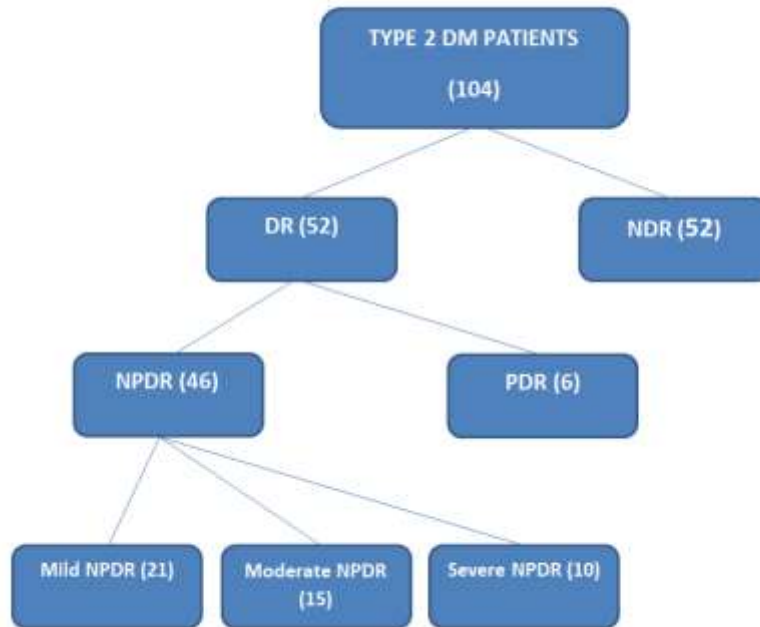 TYPE 2 DM PATIENTS
(104)
DR (52)
NDR (52)
NPDR (46)
PDR (6)
Mild NPDR (21)
Moderate NPDR
(15)
Severe NPDR (10)